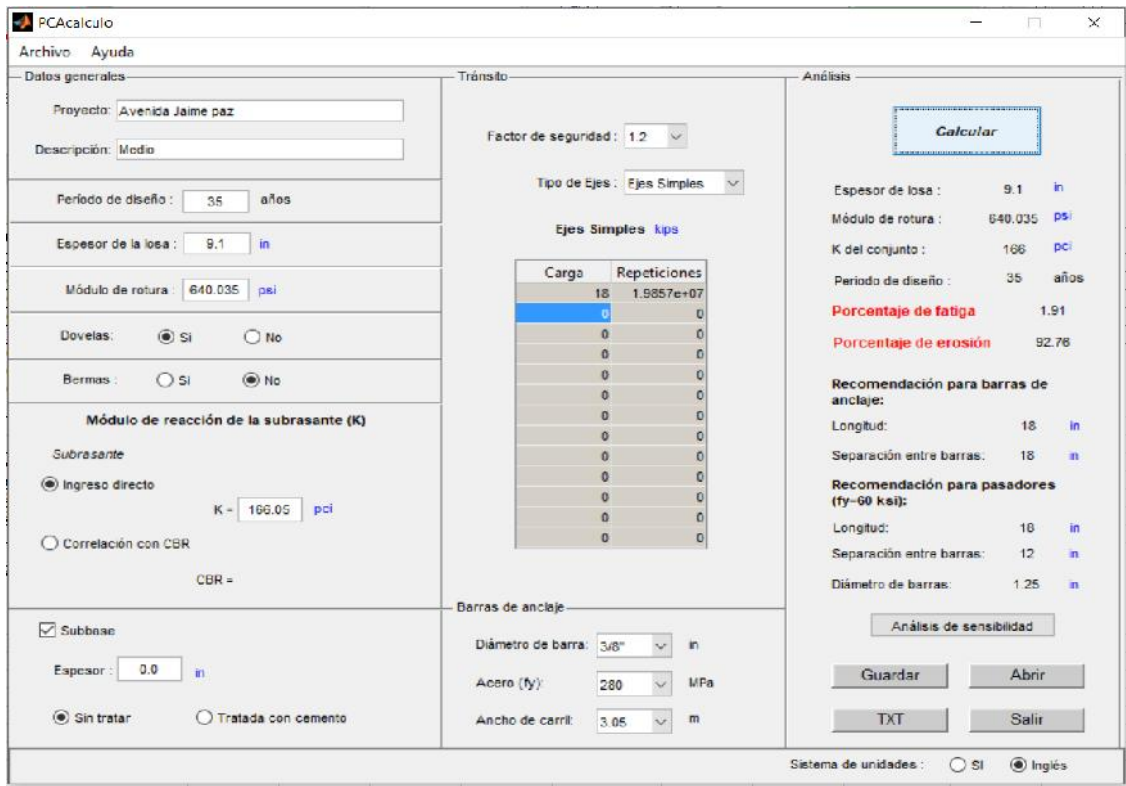 PCAcalculo
Archivo Ayuda
Datos generales
Proyecto: Avenida Jaime paz
Descripción: Medio
Período de diseño : 35 años
Espesor de la losa : 9.1 in
Módulo de rotura : 640.035 psi
Dovelas: Si No
Bermas : Si No
Módulo de reacción de la subrasante (K)
Subrasante
Ingreso directo
K = 166.05 pci
Correlación con CBR
CBR =
Subbase
Espesor : 0.0 in
Sin tratar Tratada con cemento
Tránsito
Factor de seguridad : 1.2
Tipo de Ejes : Ejes Simples
Ejes Simples kips
Carga Repeticiones
18 1.9857e+07
0 0
0 0
0 0
0 0
0 0
0 0
0 0
0 0
0 0
0 0
0 0
0 0
Barras de anclaje
Diámetro de barra: 3/8" in
Acero (fy): 280 MPa
Ancho de carril: 3.05 m
Análisis
Calcular
Espesor de losa : 9.1 in
Módulo de rotura : 640.035 psi
K del conjunto : 166 pci
Periodo de diseño : 35 años
Porcentaje de fatiga 1.91
Porcentaje de erosión 92.76
Recomendación para barras de
anclaje:
Longitud: 18 in
Separación entre barras: 18 in
Recomendación para pasadores
(fy=60 ksi):
Longitud: 18 in
Separación entre barras: 12 in
Diámetro de barras: 1.25 in
Análisis de sensibilidad
Guardar Abrir
TXT Salir
Sistema de unidades : SI Inglés